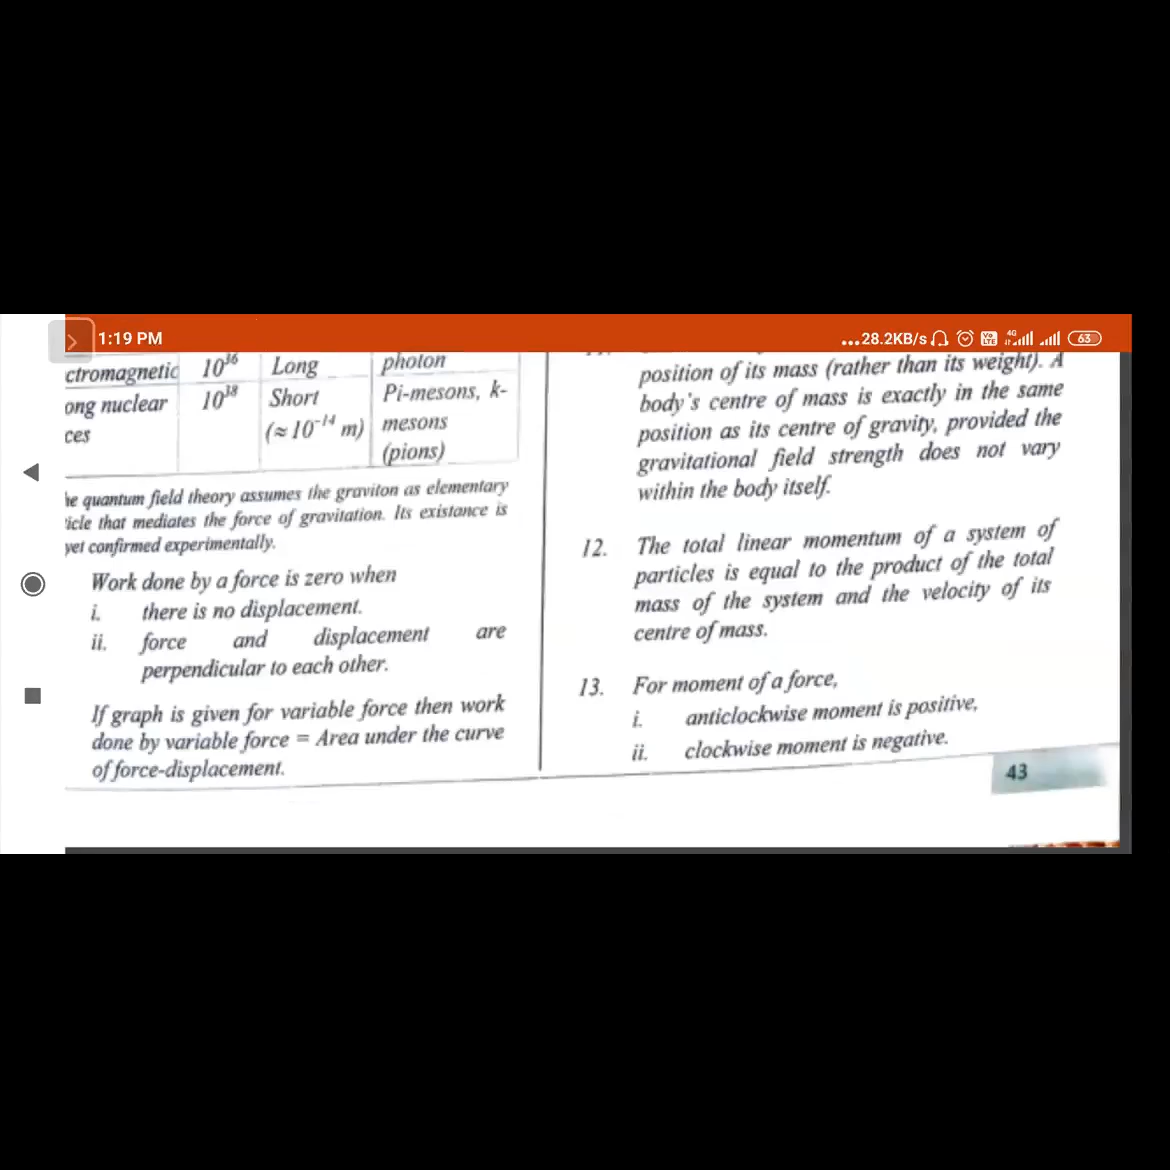 1:19 PM
...28.2KB/s
4G
63
ctromagnetic 10³⁶ Long photon
ong nuclear 10³⁸ Short Pi-mesons, k-
ces (≈ 10⁻¹⁴ m) mesons
(pions)
he quantum field theory assumes the graviton as elementary
icle that mediates the force of gravitation. Its existance is
yet confirmed experimentally.
Work done by a force is zero when
i. there is no displacement.
ii. force and displacement are
perpendicular to each other.
If graph is given for variable force then work
done by variable force = Area under the curve
of force-displacement.
position of its mass (rather than its weight). A
body's centre of mass is exactly in the same
position as its centre of gravity, provided the
gravitational field strength does not vary
within the body itself.
12. The total linear momentum of a system of
particles is equal to the product of the total
mass of the system and the velocity of its
centre of mass.
13. For moment of a force,
i. anticlockwise moment is positive,
ii. clockwise moment is negative.
43